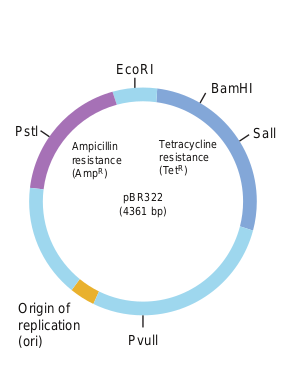 EcoRI
BamHI
SalI
PstI
Ampicillin
resistance
(Ampᴿ)
Tetracycline
resistance
(Tetᴿ)
pBR322
(4361 bp)
Origin of
replication
(ori)
PvuII